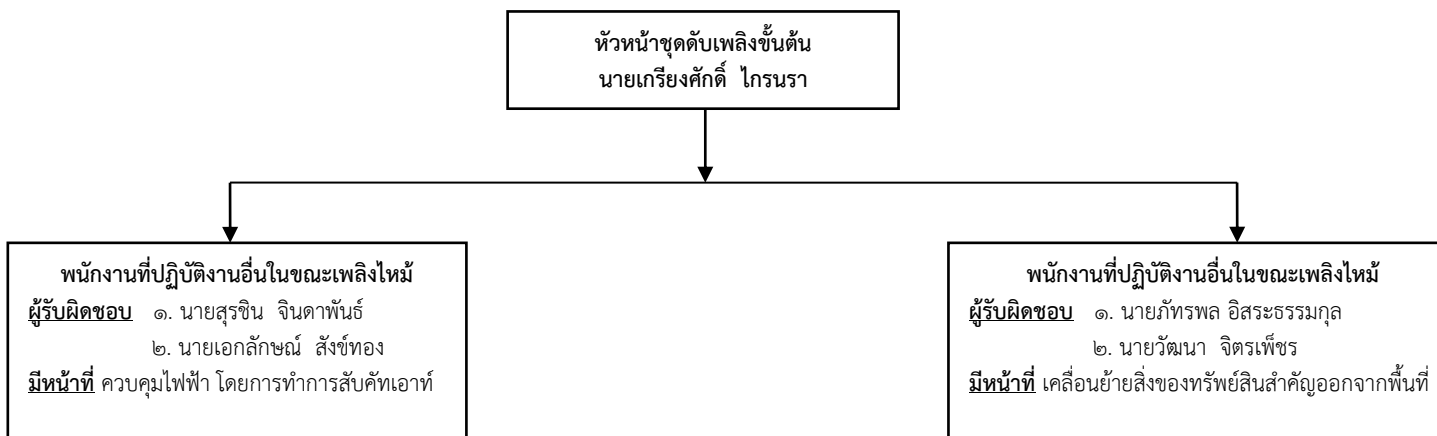 หัวหน้าชุดดับเพลิงขั้นต้น
นายเกรียงศักดิ์ ไกรนรา
พนักงานที่ปฏิบัติงานอื่นในขณะเพลิงไหม้
ผู้รับผิดชอบ ๑. นายสุรชิน จินดาพันธ์
๒. นายเอกลักษณ์ สังข์ทอง
มีหน้าที่ ควบคุมไฟฟ้า โดยการทำการสับคัทเอาท์
พนักงานที่ปฏิบัติงานอื่นในขณะเพลิงไหม้
ผู้รับผิดชอบ ๑. นายภัทรพล อิสระธรรมกุล
๒. นายวัฒนา จิตรเพ็ชร
มีหน้าที่ เคลื่อนย้ายสิ่งของทรัพย์สินสำคัญออกจากพื้นที่